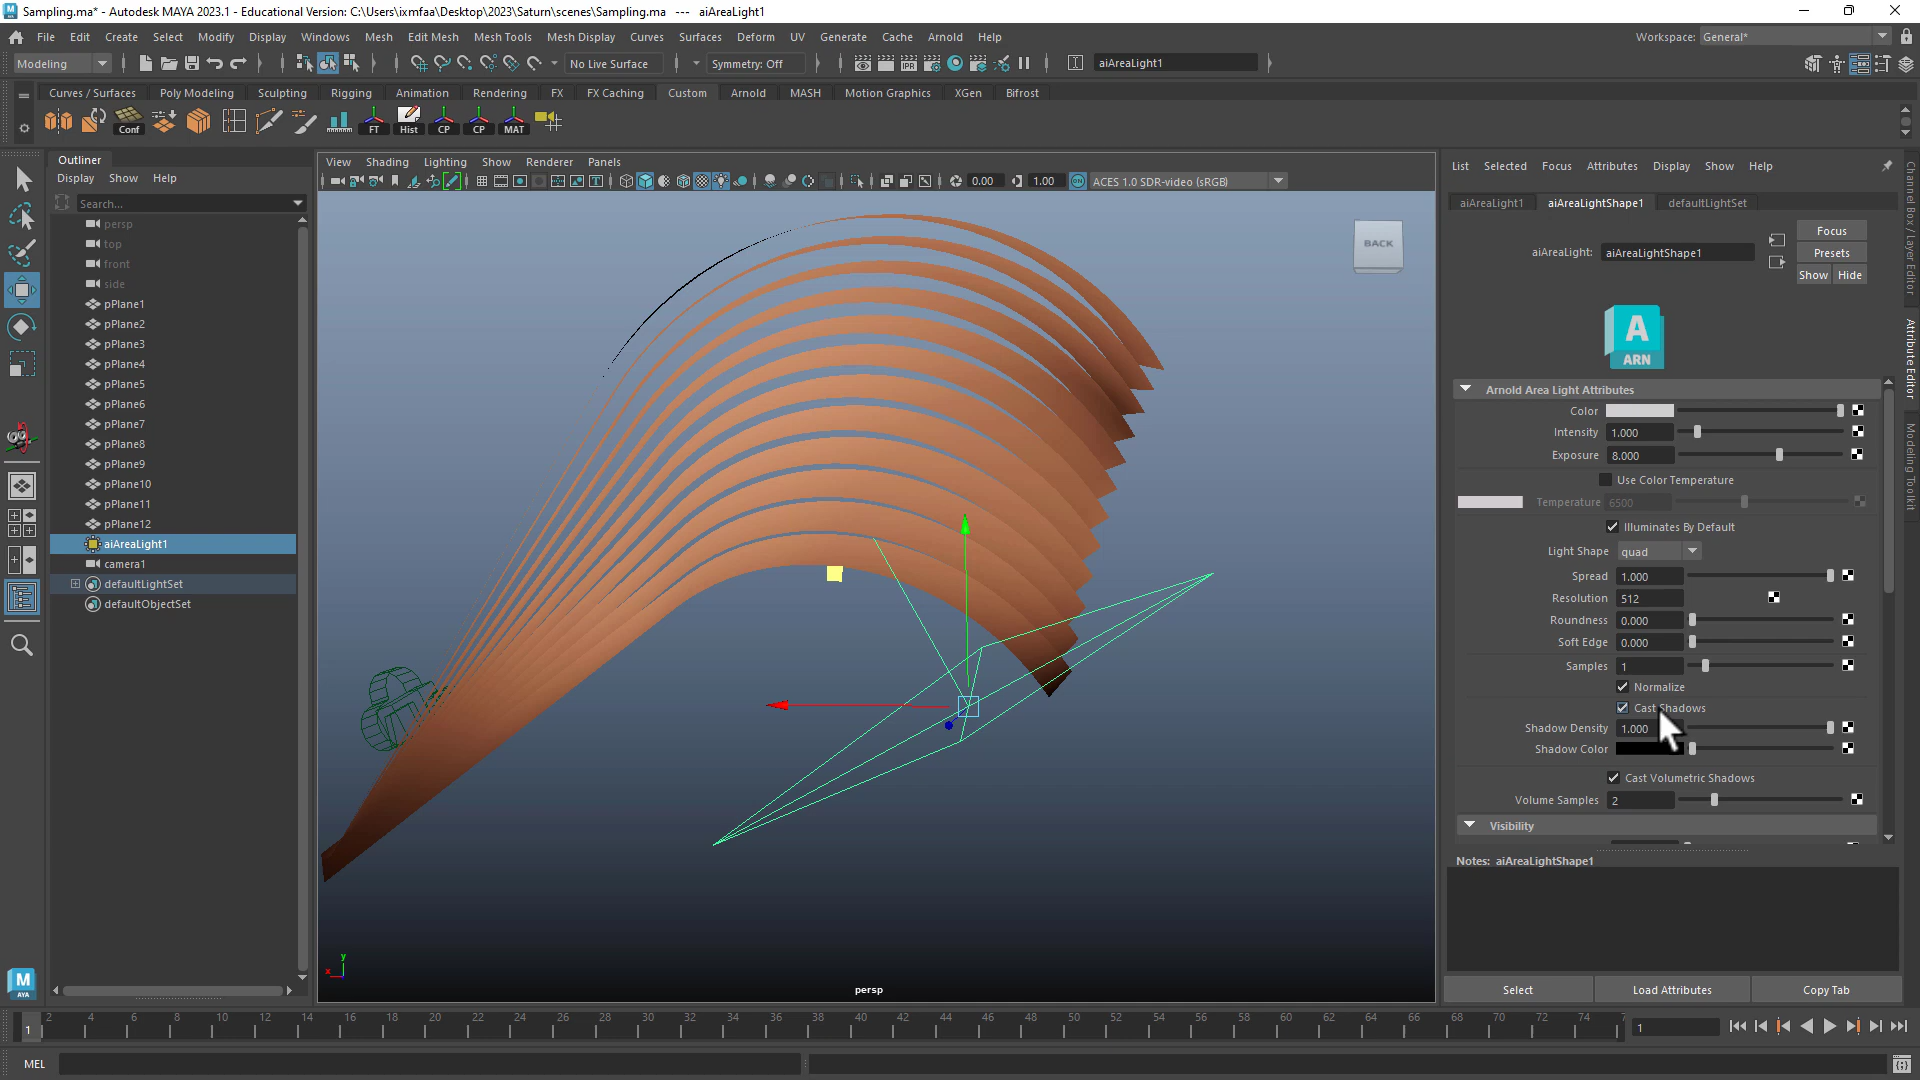 Sampling.ma* - Autodesk MAYA 2023.1 - Educational Version: C:\Users\ixmfaa\Desktop\2023\Saturn\scenes\Sampling.ma --- aiAreaLight1
File Edit Create Select Modify Display Windows Mesh Edit Mesh Mesh Tools Mesh Display Curves Surfaces Deform UV Generate Cache Arnold Help
Workspace: General*
Modeling
No Live Surface
Symmetry: Off
IPR
aiAreaLight1
Curves / Surfaces Poly Modeling Sculpting Rigging Animation Rendering FX FX Caching Custom Arnold MASH Motion Graphics XGen Bifrost
Conf FT Hist CP CP MAT
Outliner
Display Show Help
Search...
persp
top
front
side
pPlane1
pPlane2
pPlane3
pPlane4
pPlane5
pPlane6
pPlane7
pPlane8
pPlane9
pPlane10
pPlane11
pPlane12
aiAreaLight1
camera1
defaultLightSet
defaultObjectSet
M
AYA
View Shading Lighting Show Renderer Panels
0.00 1.00 ON ACES 1.0 SDR-video (sRGB)
BACK
y
x
persp
List Selected Focus Attributes Display Show Help
aiAreaLight1 aiAreaLightShape1 defaultLightSet
aiAreaLight: aiAreaLightShape1
Focus
Presets
Show Hide
A
ARN
Arnold Area Light Attributes
Color
Intensity 1.000
Exposure 8.000
Use Color Temperature
Temperature 6500
Illuminates By Default
Light Shape quad
Spread 1.000
Resolution 512
Roundness 0.000
Soft Edge 0.000
Samples 1
Normalize
Cast Shadows
Shadow Density 1.000
Shadow Color
Cast Volumetric Shadows
Volume Samples 2
Visibility
Notes: aiAreaLightShape1
Select Load Attributes Copy Tab
Channel Box / Layer Editor
Attribute Editor
Modeling Toolkit
1 2 4 6 8 10 12 14 16 18 20 22 24 26 28 30 32 34 36 38 40 42 44 46 48 50 52 54 56 58 60 62 64 66 68 70 72 74
1
MEL